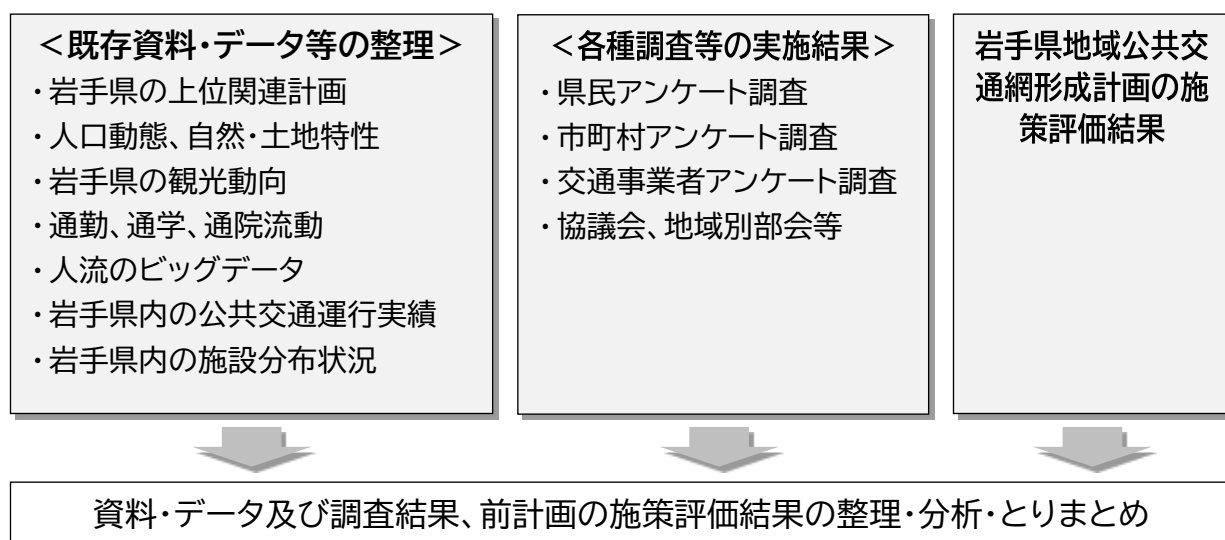 ＜既存資料・データ等の整理＞
・岩手県の上位関連計画
・人口動態、自然・土地特性
・岩手県の観光動向
・通勤、通学、通院流動
・人流のビッグデータ
・岩手県内の公共交通運行実績
・岩手県内の施設分布状況
＜各種調査等の実施結果＞
・県民アンケート調査
・市町村アンケート調査
・交通事業者アンケート調査
・協議会、地域別部会等
岩手県地域公共交
通網形成計画の施
策評価結果
資料・データ及び調査結果、前計画の施策評価結果の整理・分析・とりまとめ